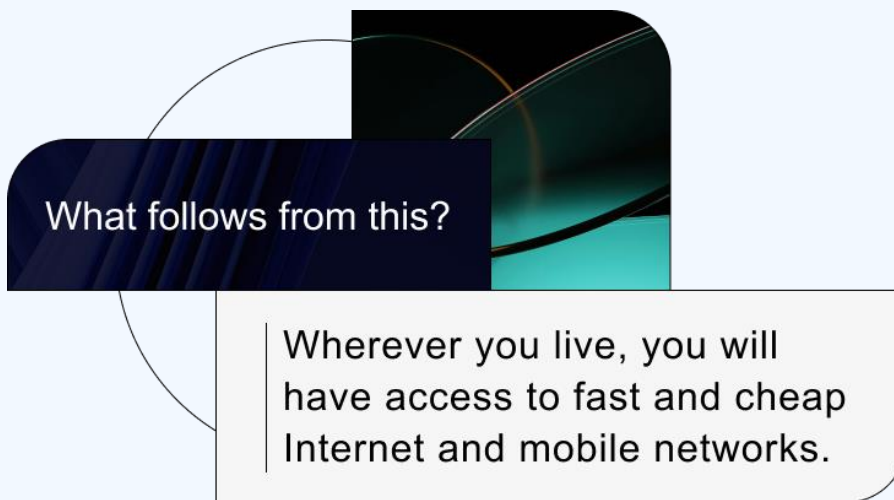 What follows from this?
Wherever you live, you will
have access to fast and cheap
Internet and mobile networks.